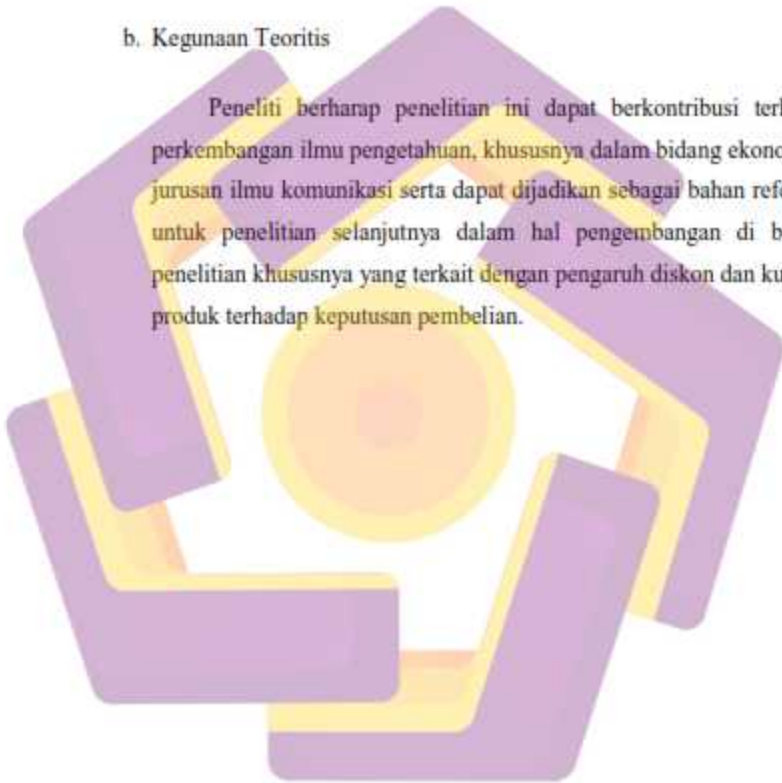 b. Kegunaan Teoritis
Peneliti berharap penelitian ini dapat berkontribusi
perkembangan ilmu pengetahuan, khususnya dalam bidang
jurusan ilmu komunikasi serta dapat dijadikan sebagai bahan
untuk penelitian selanjutnya dalam hal pengembangan di
penelitian khususnya yang terkait dengan pengaruh diskon dan
produk terhadap keputusan pembelian.